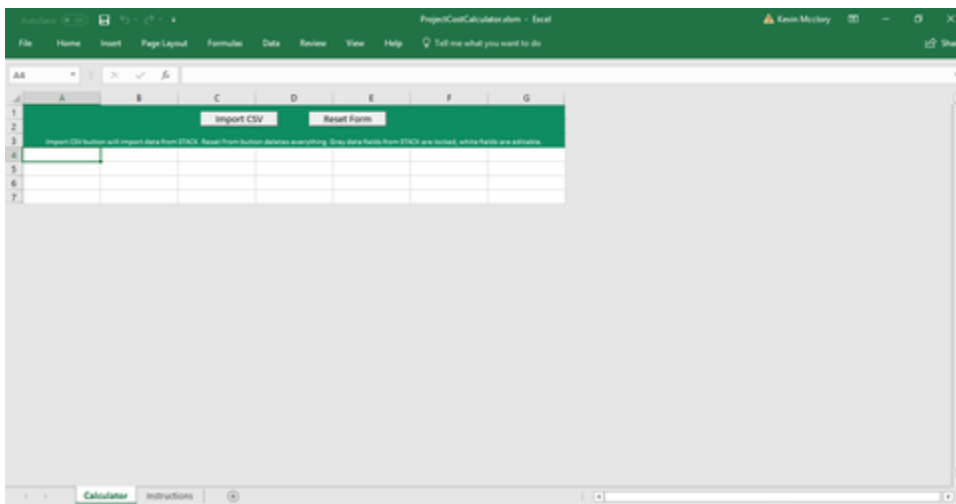 AutoSave Off ProjectCostCalculator.xlsm - Excel Kevin Mcclory
File Home Insert Page Layout Formulas Data Review View Help Tell me what you want to do Sha
A4 fx
A B C D E F G
1
Import CSV Reset Form
2
3 Import CSV button will import data from STACK. Reset From button deletes everything. Gray data fields from STACK are locked, white fields are editable.
4
5
6
7
Calculator Instructions